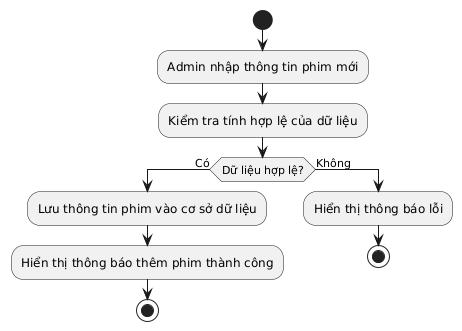 Admin nhập thông tin phim mới
Kiểm tra tính hợp lệ của dữ liệu
Dữ liệu hợp lệ?
Có
Không
Lưu thông tin phim vào cơ sở dữ liệu
Hiển thị thông báo lỗi
Hiển thị thông báo thêm phim thành công